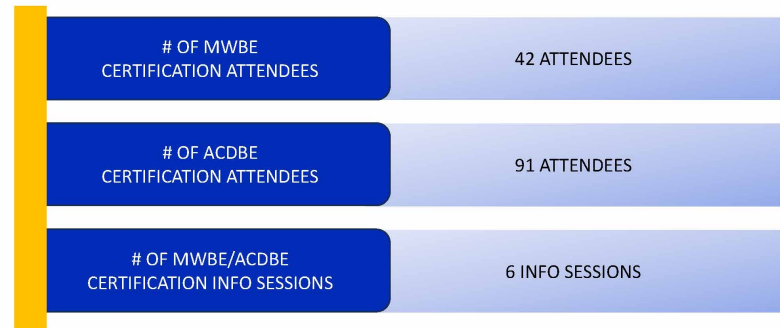 # OF MWBE
CERTIFICATION ATTENDEES
42 ATTENDEES
# OF ACDBE
CERTIFICATION ATTENDEES
91 ATTENDEES
# OF MWBE/ACDBE
CERTIFICATION INFO SESSIONS
6 INFO SESSIONS